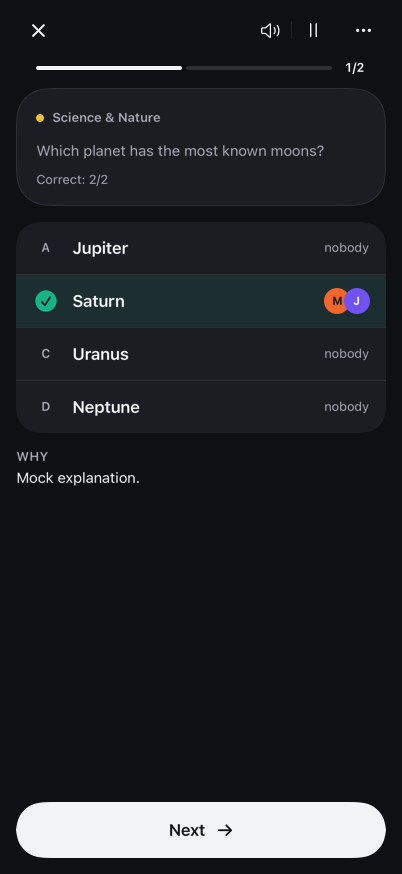 1/2
Science & Nature
Which planet has the most known moons?
Correct: 2/2
A Jupiter nobody
Saturn M J
C Uranus nobody
D Neptune nobody
WHY
Mock explanation.
Next